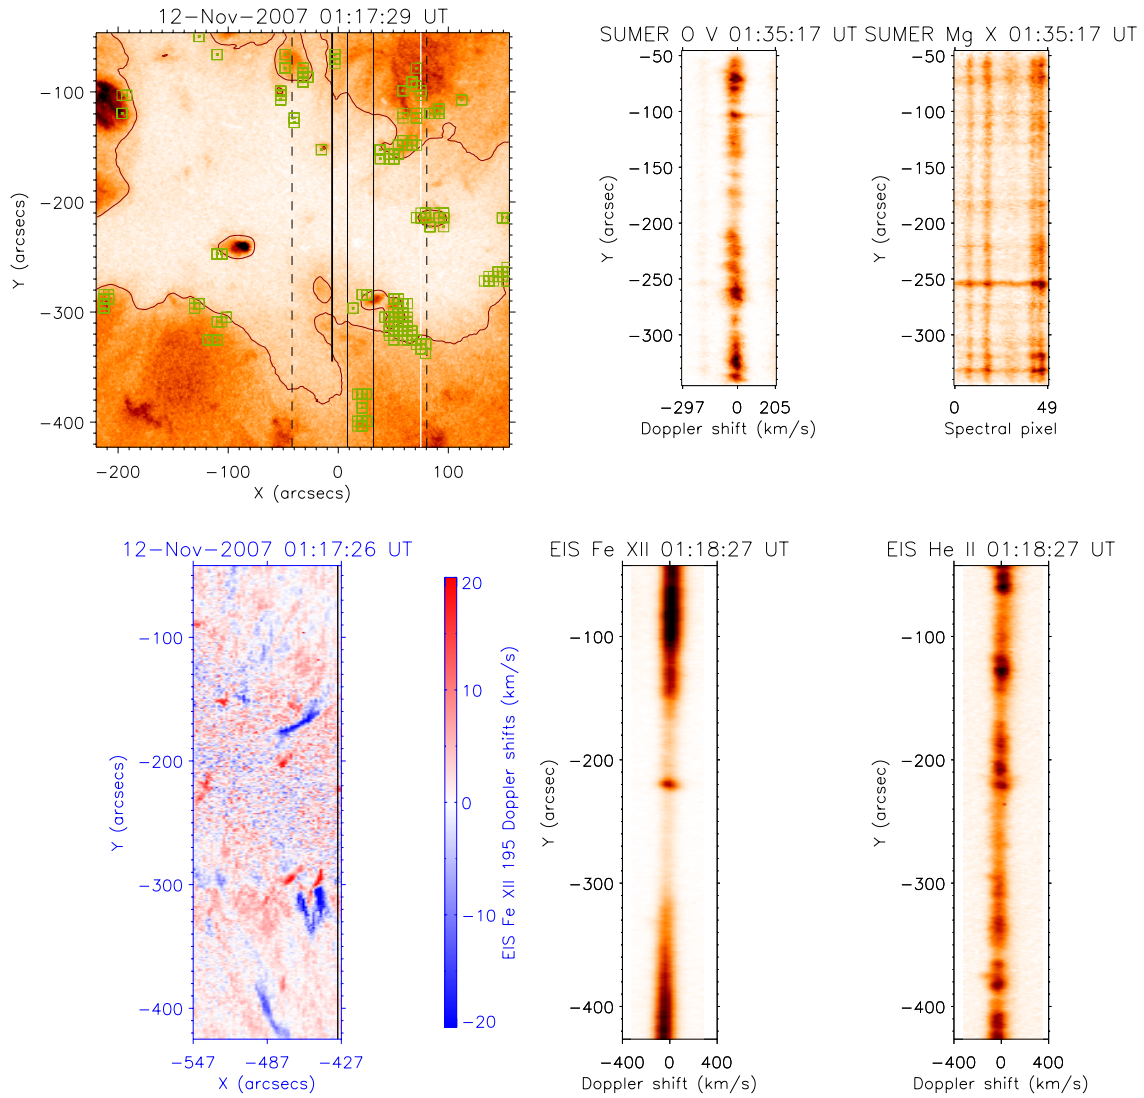 12-Nov-2007 01:17:29 UT
-100
-200
-300
-400
Y (arcsecs)
-200 -100 0 100
X (arcsecs)
SUMER O V 01:35:17 UT
-50
-100
-150
-200
-250
-300
Y (arcsec)
-297 0 205
Doppler shift (km/s)
SUMER Mg X 01:35:17 UT
-50
-100
-150
-200
-250
-300
Y (arcsec)
0 49
Spectral pixel
12-Nov-2007 01:17:26 UT
-100
-200
-300
-400
Y (arcsecs)
-547 -487 -427
X (arcsecs)
20
10
0
-10
-20
EIS Fe XII 195 Doppler shifts (km/s)
EIS Fe XII 01:18:27 UT
-100
-200
-300
-400
Y (arcsec)
-400 0 400
Doppler shift (km/s)
EIS He II 01:18:27 UT
-100
-200
-300
-400
Y (arcsec)
-400 0 400
Doppler shift (km/s)